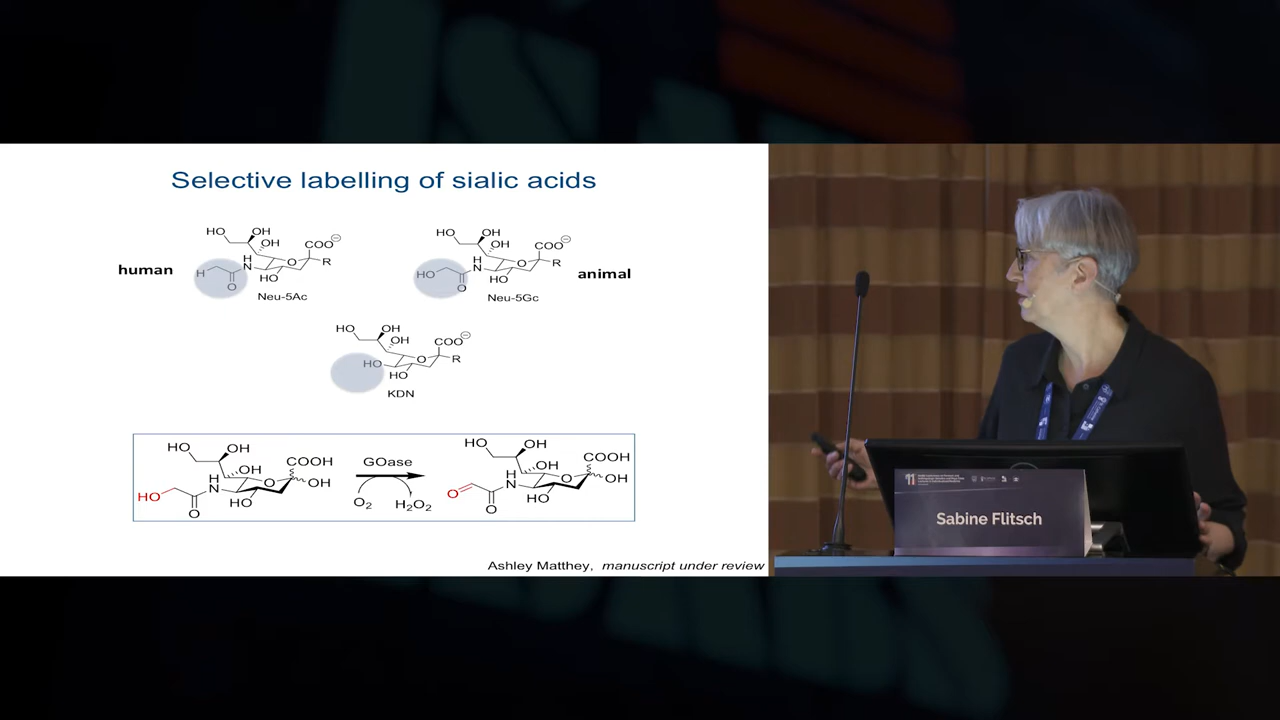 Selective labelling of sialic acids
HO
OH
OH
COO⊖
human
H
H
N
O
R
O
HO
Neu-5Ac
HO
OH
OH
COO⊖
HO
H
N
O
R
animal
O
HO
Neu-5Gc
HO
OH
OH
COO⊖
HO
O
R
HO
KDN
HO
OH
OH
COOH
HO
H
N
O
OH
O
HO
GOase
O₂
H₂O₂
HO
OH
OH
COOH
O
H
N
O
OH
O
HO
Ashley Matthey, manuscript under review
11
Sabine Flitsch